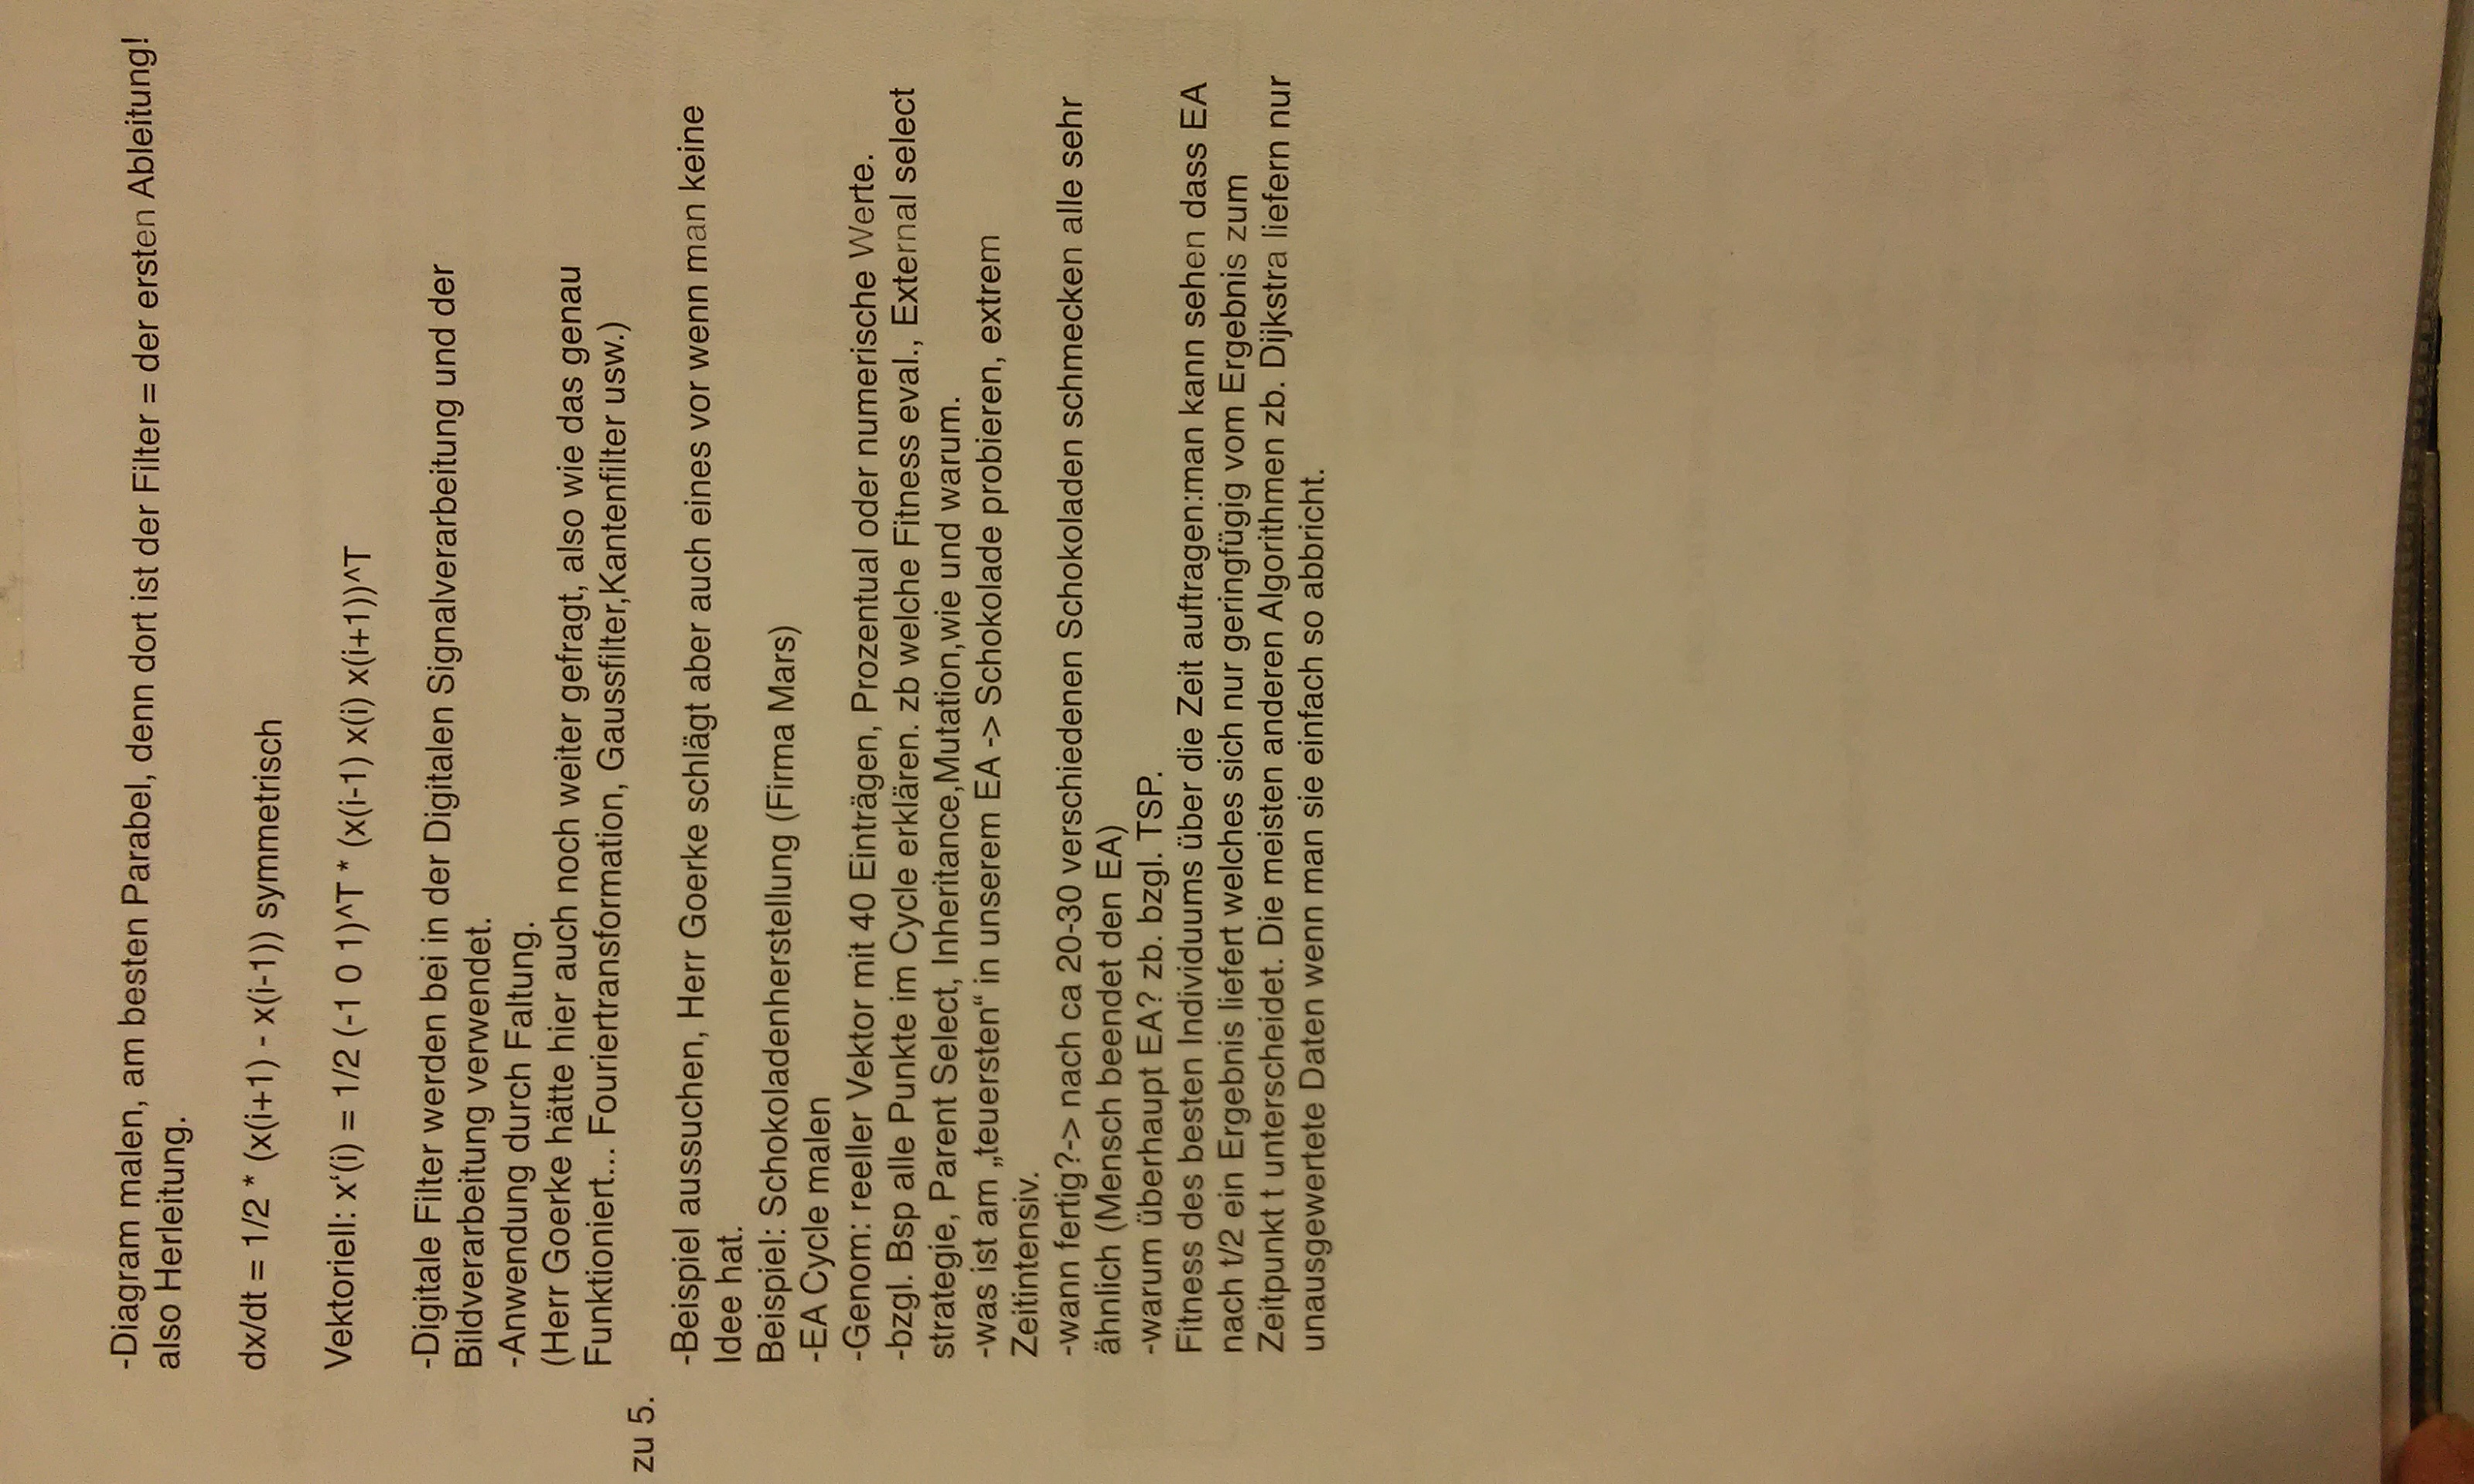 -Diagram malen, am besten Parabel, denn dort ist der Filter = der ersten Ableitung!
also Herleitung.
dx/dt = 1/2 * (x(i+1) - x(i-1)) symmetrisch
Vektoriell: x‘(i) = 1/2 (-1 0 1)^T * (x(i-1) x(i) x(i+1))^T
-Digitale Filter werden bei in der Digitalen Signalverarbeitung und der
Bildverarbeitung verwendet.
-Anwendung durch Faltung.
(Herr Goerke hätte hier auch noch weiter gefragt, also wie das genau
Funktioniert... Fouriertransformation, Gaussfilter,Kantenfilter usw.)
zu 5.
-Beispiel aussuchen, Herr Goerke schlägt aber auch eines vor wenn man keine
Idee hat.
Beispiel: Schokoladenherstellung (Firma Mars)
-EA Cycle malen
-Genom: reeller Vektor mit 40 Einträgen, Prozentual oder numerische Werte.
-bzgl. Bsp alle Punkte im Cycle erklären. zb welche Fitness eval., External select
strategie, Parent Select, Inheritance,Mutation,wie und warum.
-was ist am „teuersten“ in unserem EA -> Schokolade probieren, extrem
Zeitintensiv.
-wann fertig?-> nach ca 20-30 verschiedenen Schokoladen schmecken alle sehr
ähnlich (Mensch beendet den EA)
-warum überhaupt EA? zb. bzgl. TSP.
Fitness des besten Individuums über die Zeit auftragen:man kann sehen dass EA
nach t/2 ein Ergebnis liefert welches sich nur geringfügig vom Ergebnis zum
Zeitpunkt t unterscheidet. Die meisten anderen Algorithmen zb. Dijkstra liefern nur
unausgewertete Daten wenn man sie einfach so abbricht.